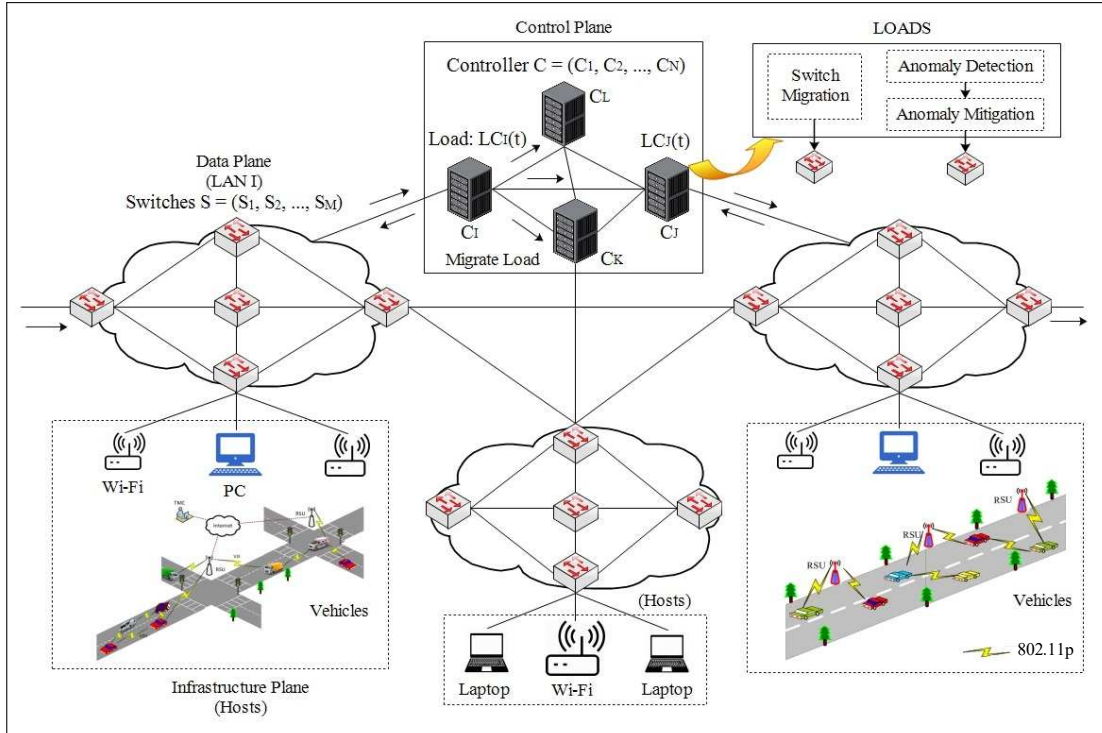 Control Plane
LOADS
Controller C = (C1, C2, ..., CN)
CL
Switch
Migration
Anomaly Detection
Anomaly Mitigation
Load: LCI(t)
LCJ(t)
Data Plane
(LAN I)
Switches S = (S1, S2, ..., SM)
CI
CJ
Migrate Load
CK
Wi-Fi
PC
TMC
Internet
RSU
RSU
Vehicles
RSU
RSU
RSU
Vehicles
802.11p
(Hosts)
Laptop
Wi-Fi
Laptop
Infrastructure Plane
(Hosts)